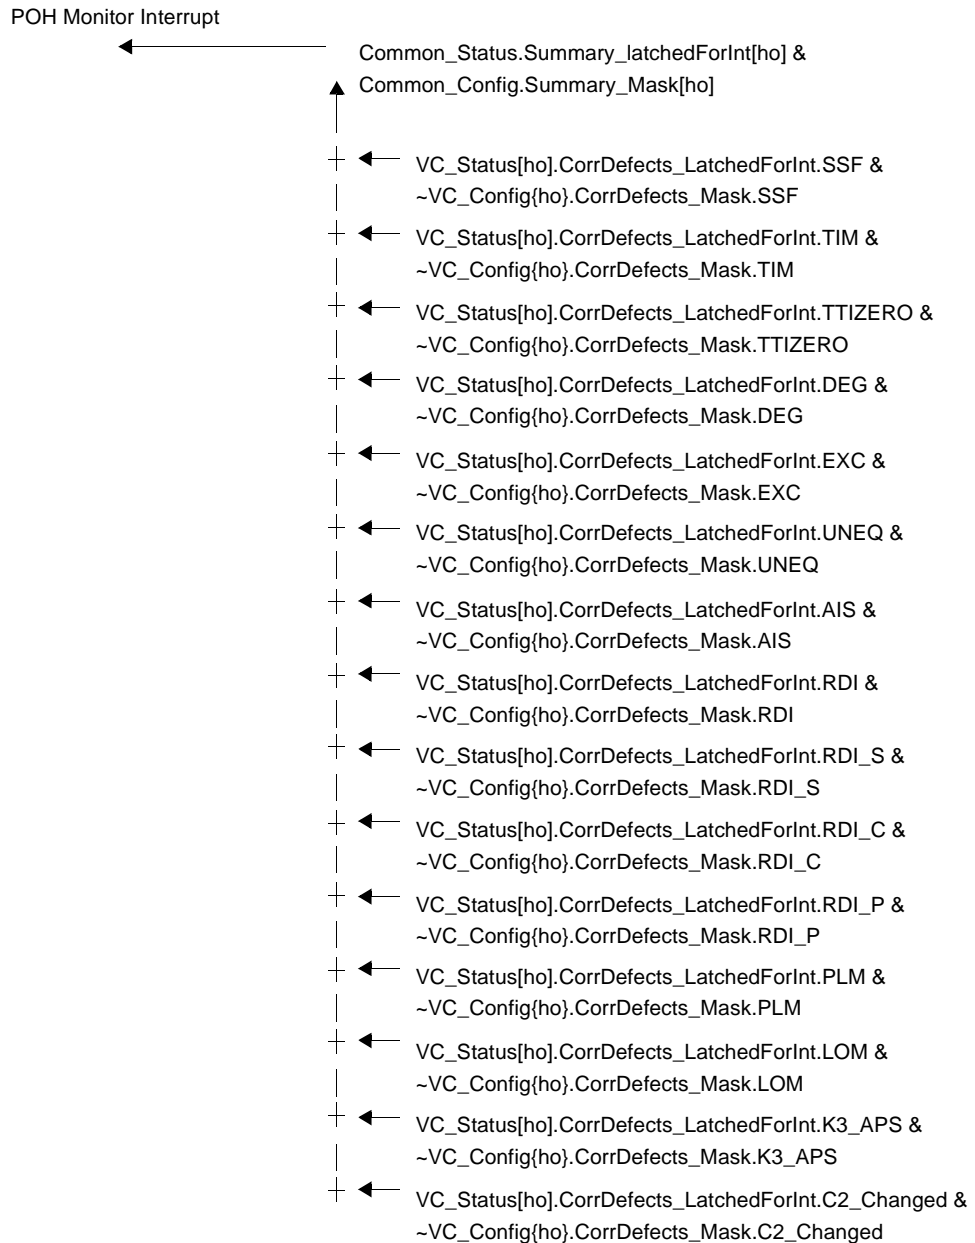 POH Monitor Interrupt
Common_Status.Summary_latchedForInt[ho] &
Common_Config.Summary_Mask[ho]
VC_Status[ho].CorrDefects_LatchedForInt.SSF &
~VC_Config{ho}.CorrDefects_Mask.SSF
VC_Status[ho].CorrDefects_LatchedForInt.TIM &
~VC_Config{ho}.CorrDefects_Mask.TIM
VC_Status[ho].CorrDefects_LatchedForInt.TTIZERO &
~VC_Config{ho}.CorrDefects_Mask.TTIZERO
VC_Status[ho].CorrDefects_LatchedForInt.DEG &
~VC_Config{ho}.CorrDefects_Mask.DEG
VC_Status[ho].CorrDefects_LatchedForInt.EXC &
~VC_Config{ho}.CorrDefects_Mask.EXC
VC_Status[ho].CorrDefects_LatchedForInt.UNEQ &
~VC_Config{ho}.CorrDefects_Mask.UNEQ
VC_Status[ho].CorrDefects_LatchedForInt.AIS &
~VC_Config{ho}.CorrDefects_Mask.AIS
VC_Status[ho].CorrDefects_LatchedForInt.RDI &
~VC_Config{ho}.CorrDefects_Mask.RDI
VC_Status[ho].CorrDefects_LatchedForInt.RDI_S &
~VC_Config{ho}.CorrDefects_Mask.RDI_S
VC_Status[ho].CorrDefects_LatchedForInt.RDI_C &
~VC_Config{ho}.CorrDefects_Mask.RDI_C
VC_Status[ho].CorrDefects_LatchedForInt.RDI_P &
~VC_Config{ho}.CorrDefects_Mask.RDI_P
VC_Status[ho].CorrDefects_LatchedForInt.PLM &
~VC_Config{ho}.CorrDefects_Mask.PLM
VC_Status[ho].CorrDefects_LatchedForInt.LOM &
~VC_Config{ho}.CorrDefects_Mask.LOM
VC_Status[ho].CorrDefects_LatchedForInt.K3_APS &
~VC_Config{ho}.CorrDefects_Mask.K3_APS
VC_Status[ho].CorrDefects_LatchedForInt.C2_Changed &
~VC_Config{ho}.CorrDefects_Mask.C2_Changed